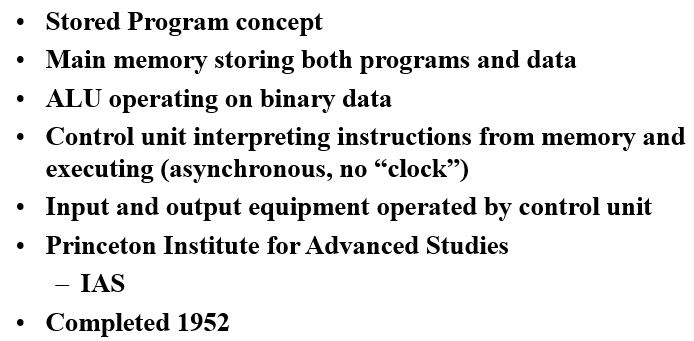 • Stored Program concept
• Main memory storing both programs and data
• ALU operating on binary data
• Control unit interpreting instructions from memory and
executing (asynchronous, no “clock”)
• Input and output equipment operated by control unit
• Princeton Institute for Advanced Studies
– IAS
• Completed 1952